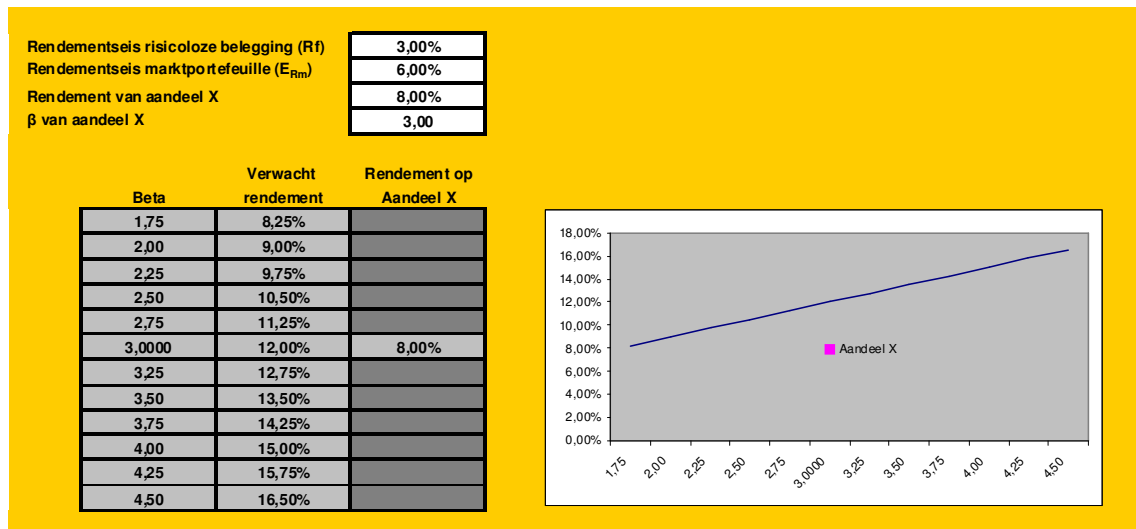 Rendementseis risicoloze belegging (Rf) 3,00%
Rendementseis marktportefeuille (E_Rm) 6,00%
Rendement van aandeel X 8,00%
β van aandeel X 3,00
Verwacht Rendement op
Beta rendement Aandeel X
1,75 8,25%
2,00 9,00%
2,25 9,75%
2,50 10,50%
2,75 11,25%
3,0000 12,00% 8,00%
3,25 12,75%
3,50 13,50%
3,75 14,25%
4,00 15,00%
4,25 15,75%
4,50 16,50%
18,00%
16,00%
14,00%
12,00%
10,00%
8,00%
6,00%
4,00%
2,00%
0,00%
Aandeel X
1,75 2,00 2,25 2,50 2,75 3,0000 3,25 3,50 3,75 4,00 4,25 4,50